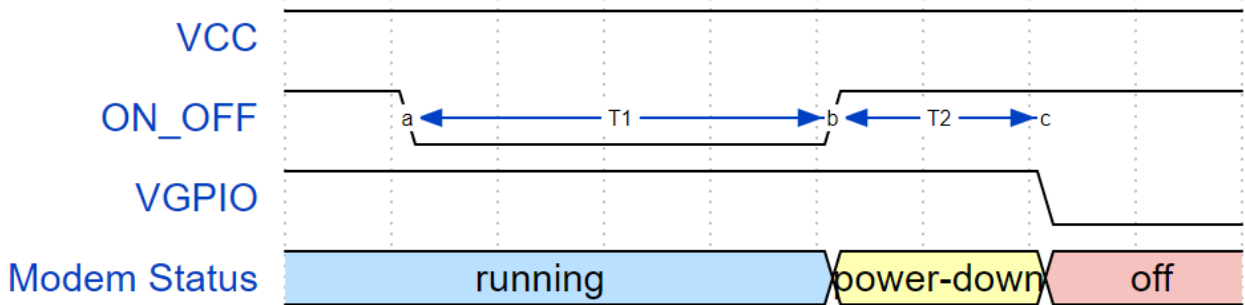 VCC
ON_OFF a T1 b T2 c
VGPIO
Modem Status running power-down off